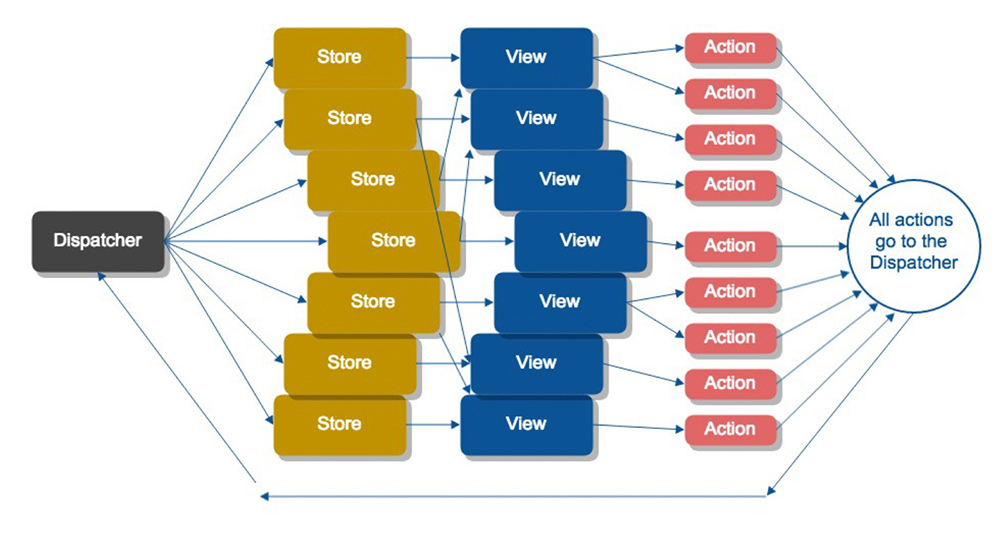 Store
View
Action
Action
Store
View
Action
Store
View
Action
Dispatcher
Store
View
Action
All actions
go to the
Dispatcher
Store
View
Action
Action
Store
View
Action
Store
View
Action